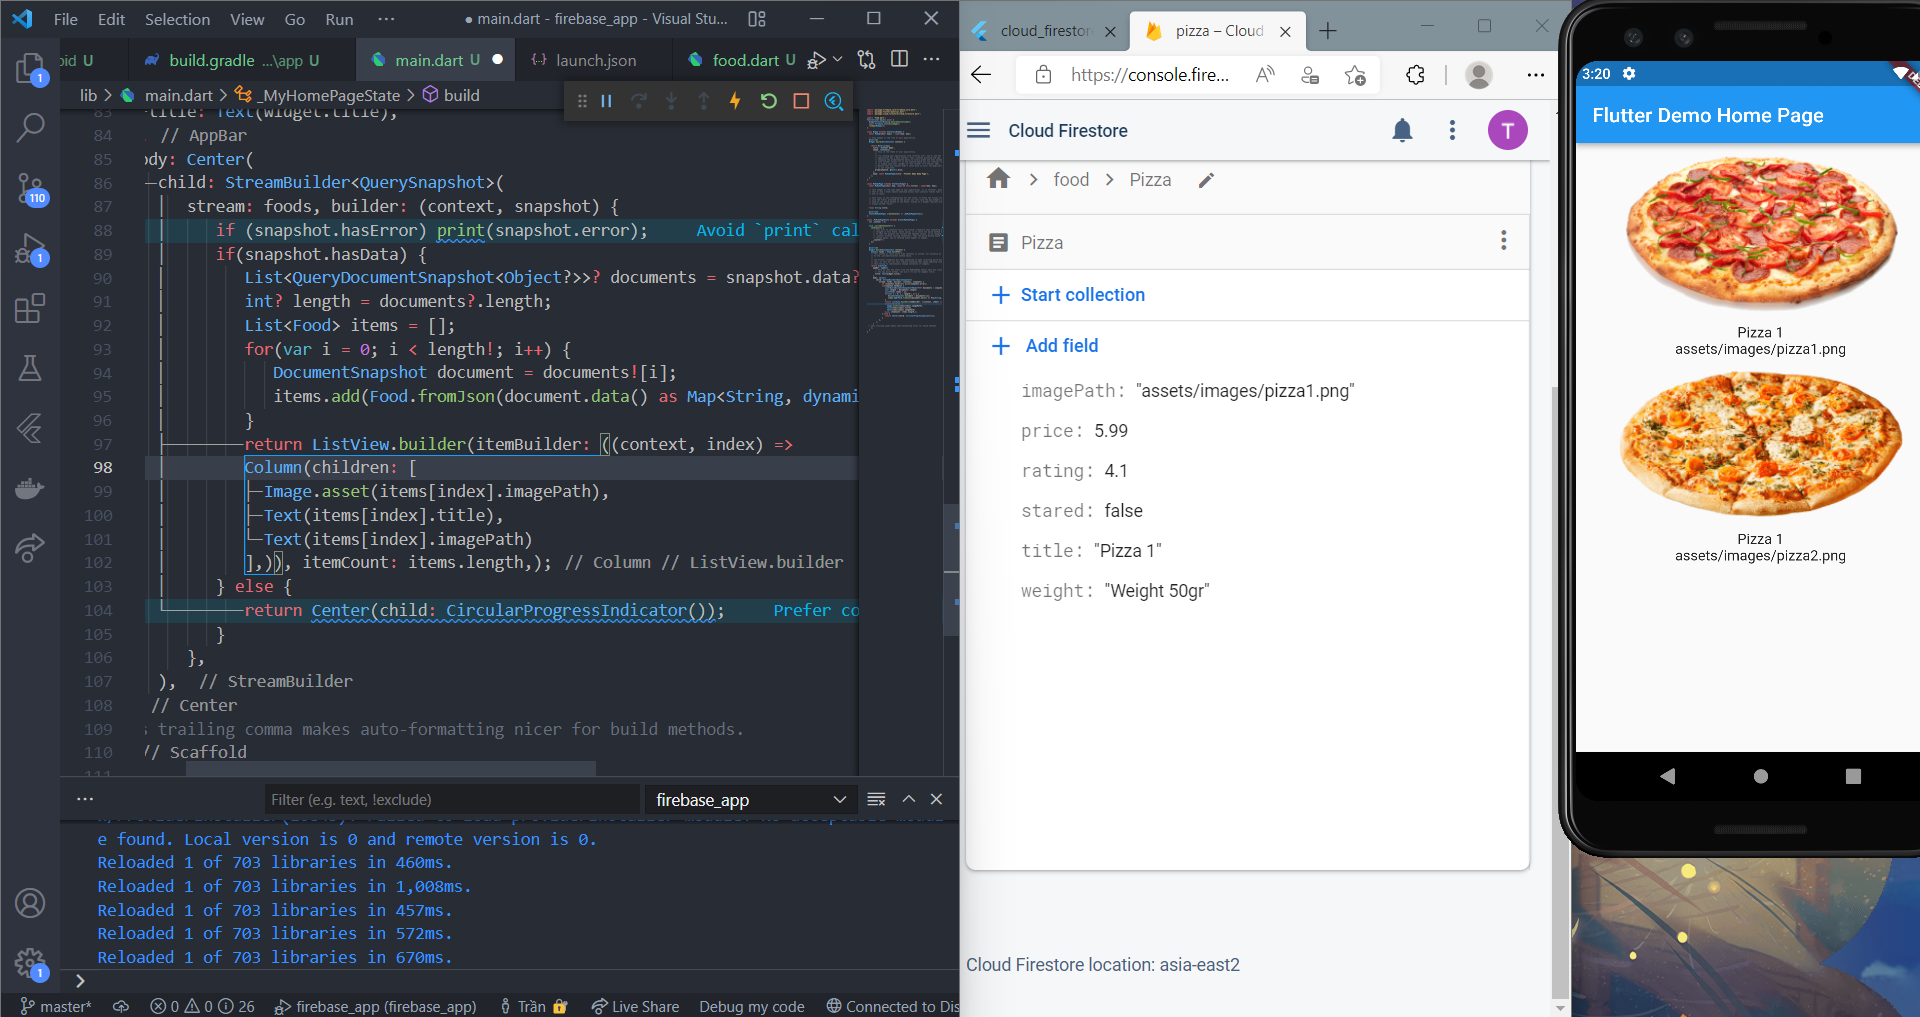 File Edit Selection View Go Run ··· ● main.dart - firebase_app - Visual Stu...
oid U build.gradle ...\app U main.dart U ● launch.json food.dart U
lib > main.dart > _MyHomePageState > build
83 title: Text(widget.title),
84 // AppBar
85 ody: Center(
86 child: StreamBuilder<QuerySnapshot>(
87 stream: foods, builder: (context, snapshot) {
88 if (snapshot.hasError) print(snapshot.error); Avoid `print` cal
89 if(snapshot.hasData) {
90 List<QueryDocumentSnapshot<Object?>>? documents = snapshot.data?
91 int? length = documents?.length;
92 List<Food> items = [];
93 for(var i = 0; i < length!; i++) {
94 DocumentSnapshot document = documents![i];
95 items.add(Food.fromJson(document.data() as Map<String, dynami
96 }
97 return ListView.builder(itemBuilder: ((context, index) =>
98 Column(children: [
99 Image.asset(items[index].imagePath),
100 Text(items[index].title),
101 Text(items[index].imagePath)
102 ],)), itemCount: items.length,); // Column // ListView.builder
103 } else {
104 return Center(child: CircularProgressIndicator()); Prefer co
105 }
106 },
107 ), // StreamBuilder
108 // Center
109 s trailing comma makes auto-formatting nicer for build methods.
110 // Scaffold
111
··· Filter (e.g. text, !exclude) firebase_app
e found. Local version is 0 and remote version is 0.
Reloaded 1 of 703 libraries in 460ms.
Reloaded 1 of 703 libraries in 1,008ms.
Reloaded 1 of 703 libraries in 457ms.
Reloaded 1 of 703 libraries in 572ms.
Reloaded 1 of 703 libraries in 670ms.
>
master* 0 0 26 firebase_app (firebase_app) Trần Live Share Debug my code Connected to Dis
1
110
1
1
cloud_firestor
pizza – Cloud
https://console.fire...
Cloud Firestore
T
food > Pizza
Pizza
+ Start collection
+ Add field
imagePath: "assets/images/pizza1.png"
price: 5.99
rating: 4.1
stared: false
title: "Pizza 1"
weight: "Weight 50gr"
Cloud Firestore location: asia-east2
3:20
Flutter Demo Home Page
Pizza 1
assets/images/pizza1.png
Pizza 1
assets/images/pizza2.png